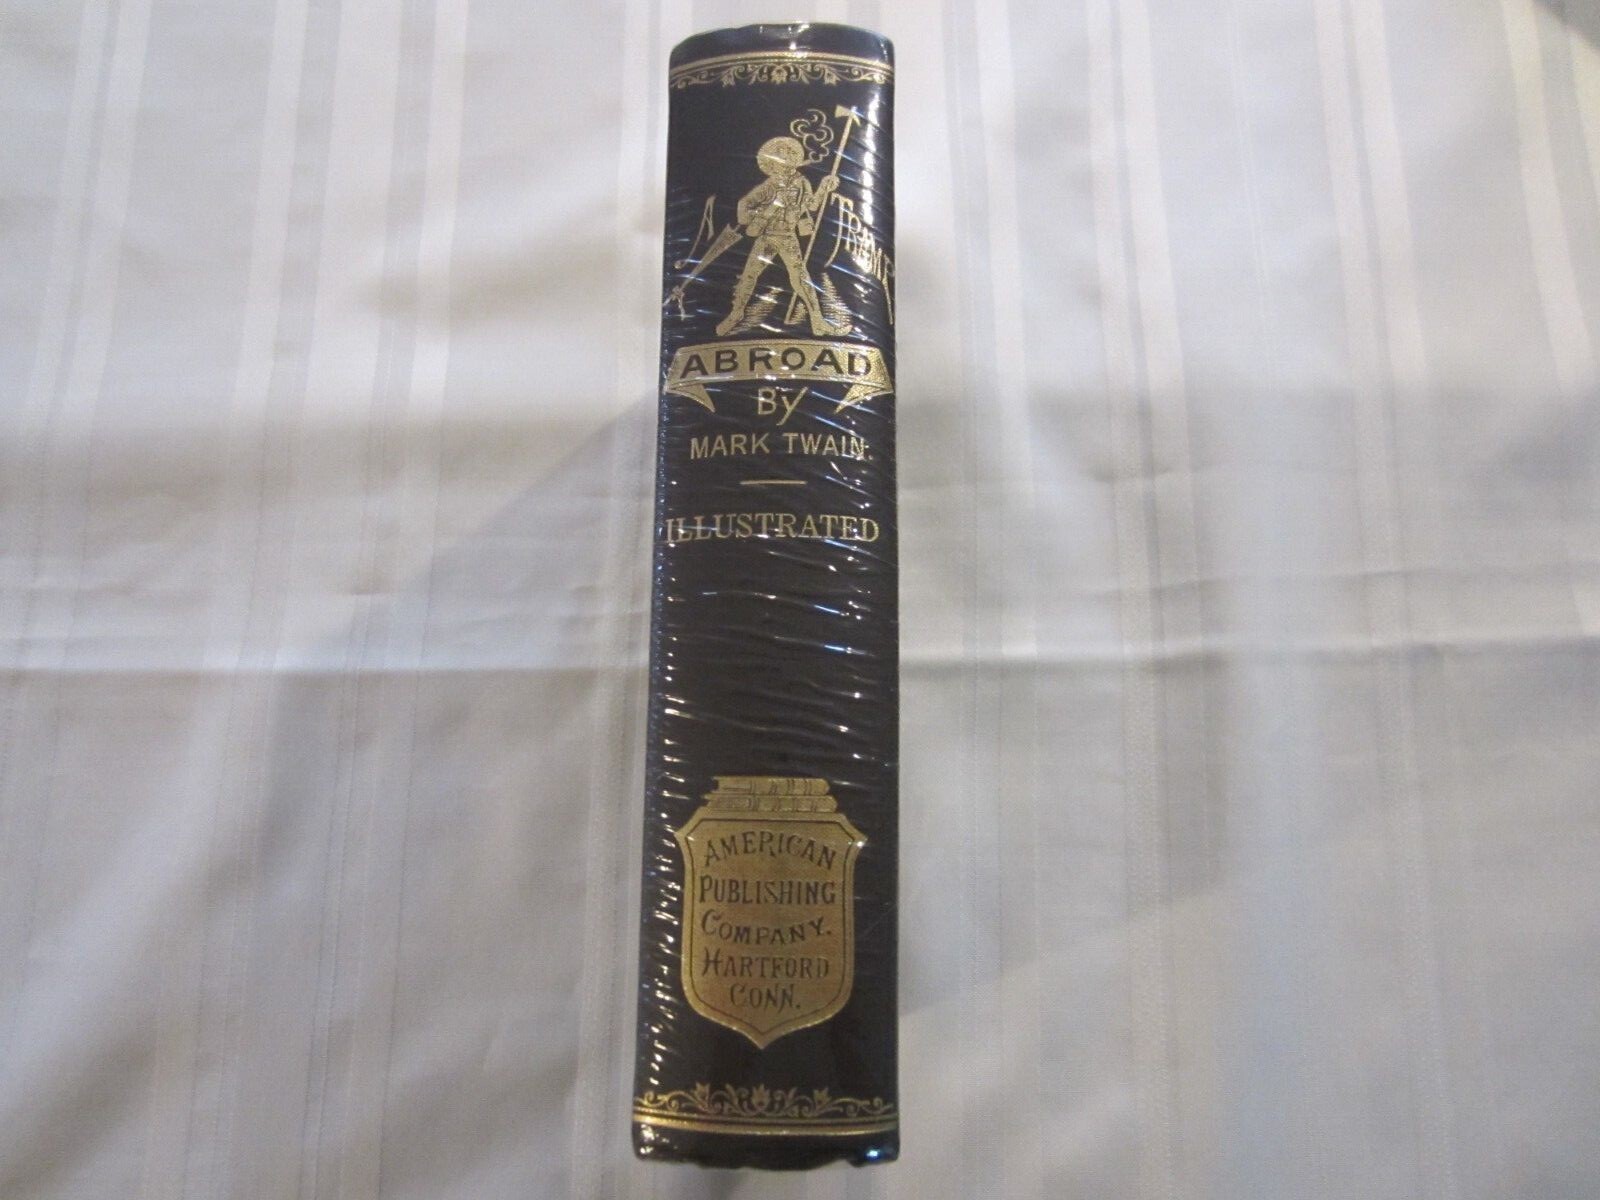 A TRAMP
ABROAD
By
MARK TWAIN.
ILLUSTRATED
AMERICAN
PUBLISHING
COMPANY.
HARTFORD
CONN.